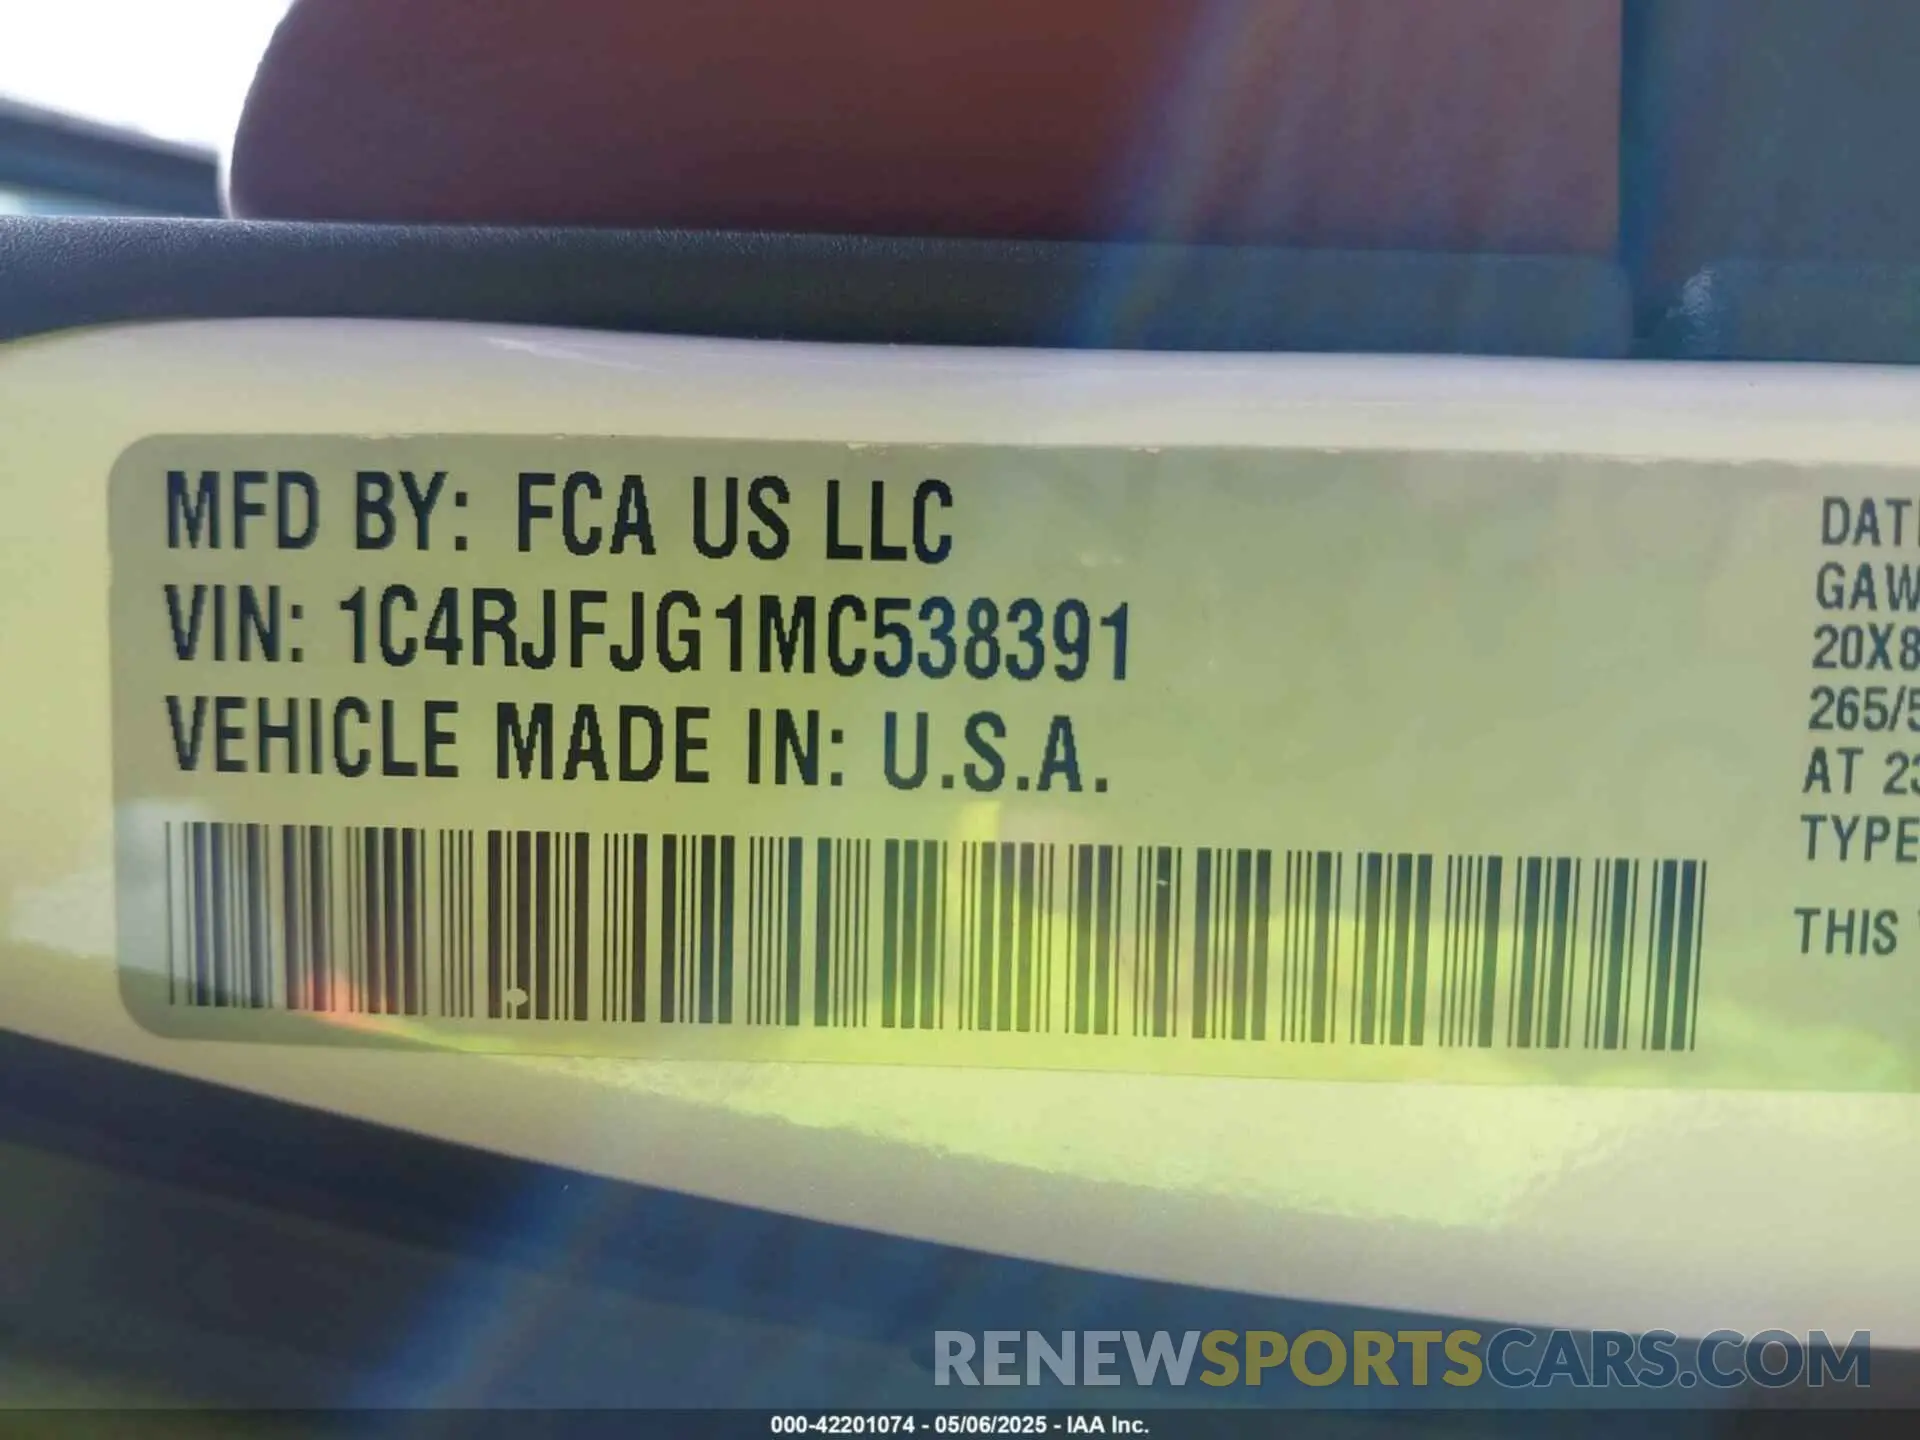 MFD BY: FCA US LLC
VIN: 1C4RJFJG1MC538391
VEHICLE MADE IN: U.S.A.
DAT
GAW
20X8
265/5
AT 23
TYPE
THIS
RENEWSPORTSCARS.COM
000-42201074 - 05/06/2025 - IAA Inc.